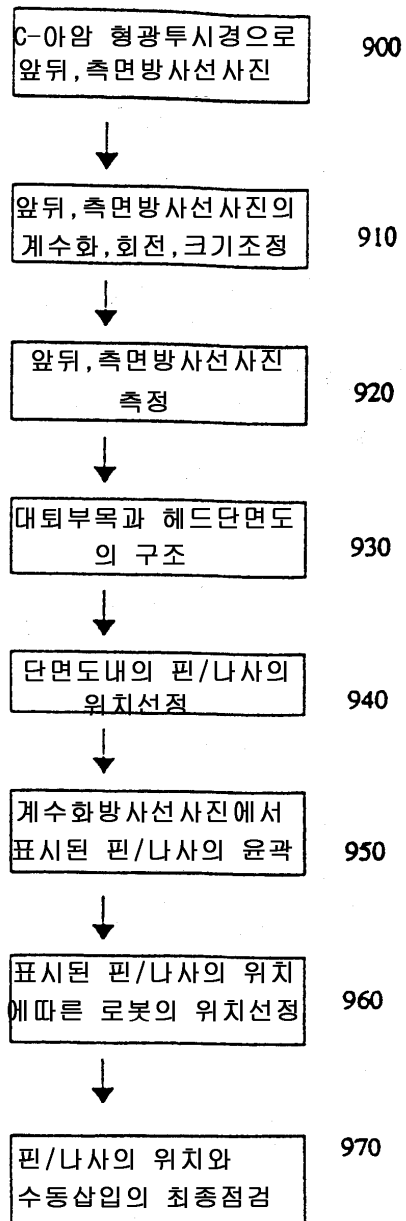 C-아암 형광투시경으로
앞뒤,측면방사선사진
900
앞뒤,측면방사선사진의
계수화,회전,크기조정
910
앞뒤,측면방사선사진
측정
920
대퇴부목과 헤드단면도
의 구조
930
단면도내의 핀/나사의
위치선정
940
계수화방사선사진에서
표시된 핀/나사의 윤곽
950
표시된 핀/나사의 위치
에따른 로봇의 위치선정
960
핀/나사의 위치와
수동삽입의 최종점검
970